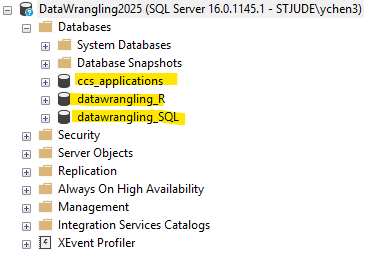 DataWrangling2025 (SQL Server 16.0.1145.1 - STJUDE\ychen3)
Databases
System Databases
Database Snapshots
ccs_applications
datawrangling_R
datawrangling_SQL
Security
Server Objects
Replication
Always On High Availability
Management
Integration Services Catalogs
XEvent Profiler